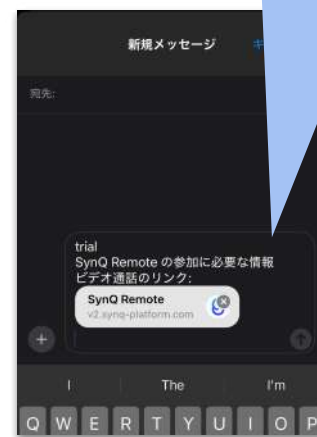 新規メッセージ キ
宛先:
trial
SynQ Remote の参加に必要な情報
ビデオ通話のリンク:
SynQ Remote
v2.synq-platform.com
I The I'm
Q W E R T Y U I O P